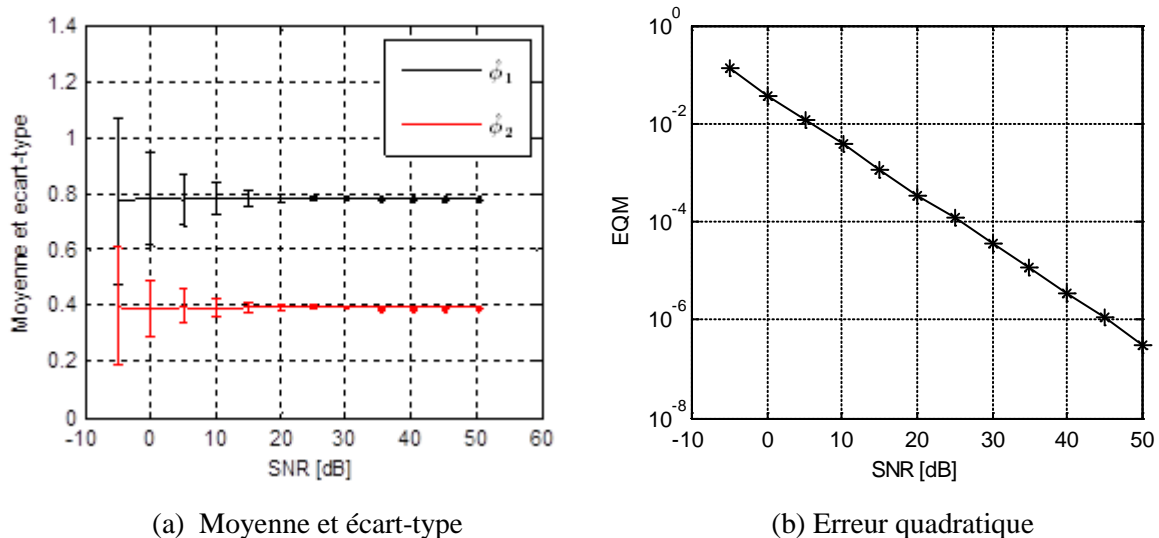 1.4
1.2
1
0.8
0.6
0.4
0.2
0
-10 0 10 20 30 40 50 60
SNR [dB]
Moyenne et ecart-type
ϕ̂₁
ϕ̂₂
(a) Moyenne et écart-type
10⁰
10⁻²
10⁻⁴
10⁻⁶
10⁻⁸
-10 0 10 20 30 40 50
SNR [dB]
EQM
(b) Erreur quadratique